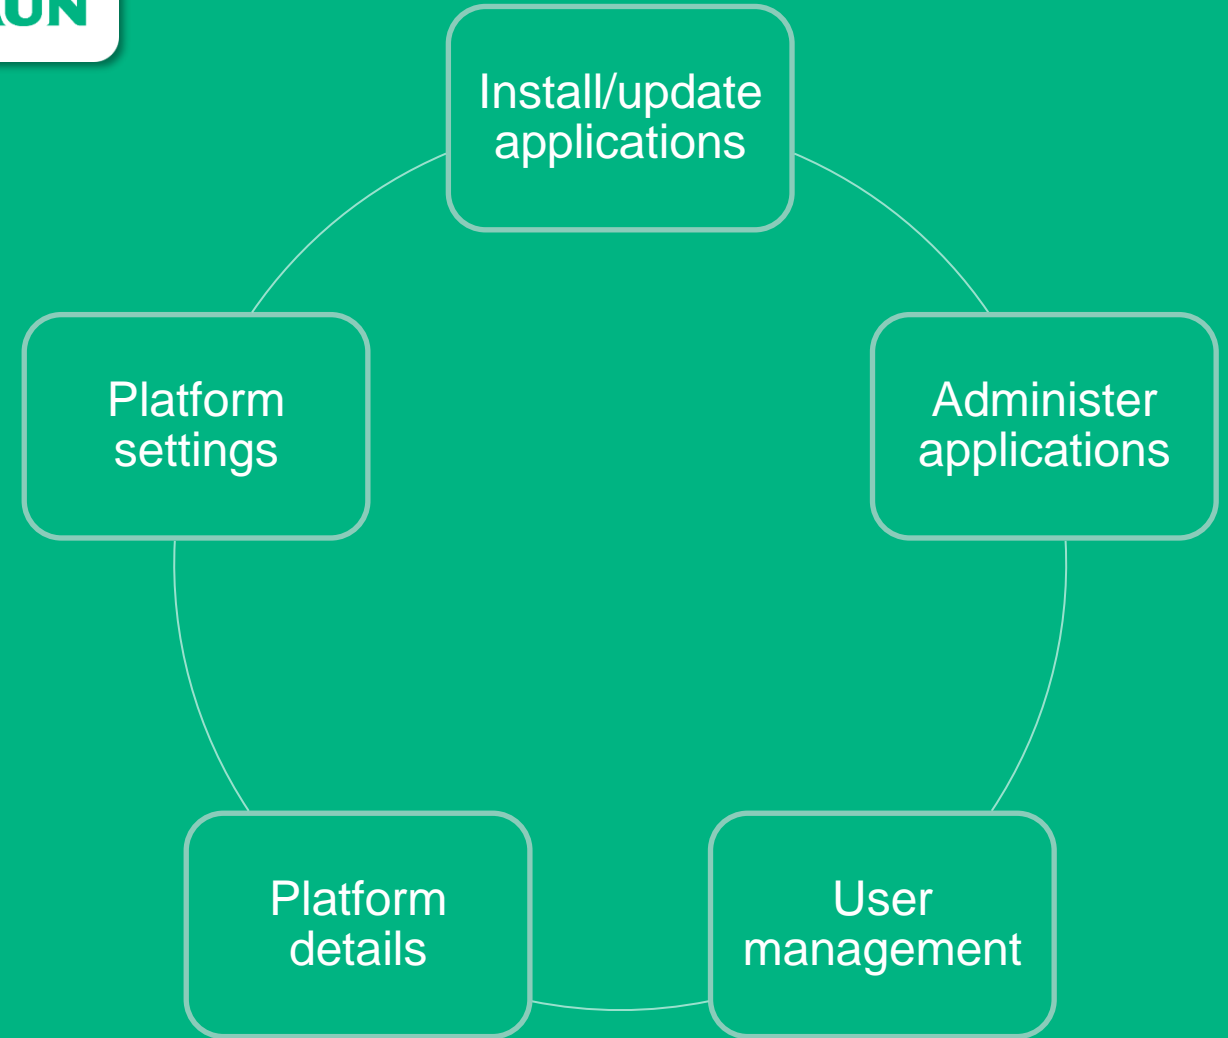 Install/update
applications
Platform
settings
Administer
applications
Platform
details
User
management